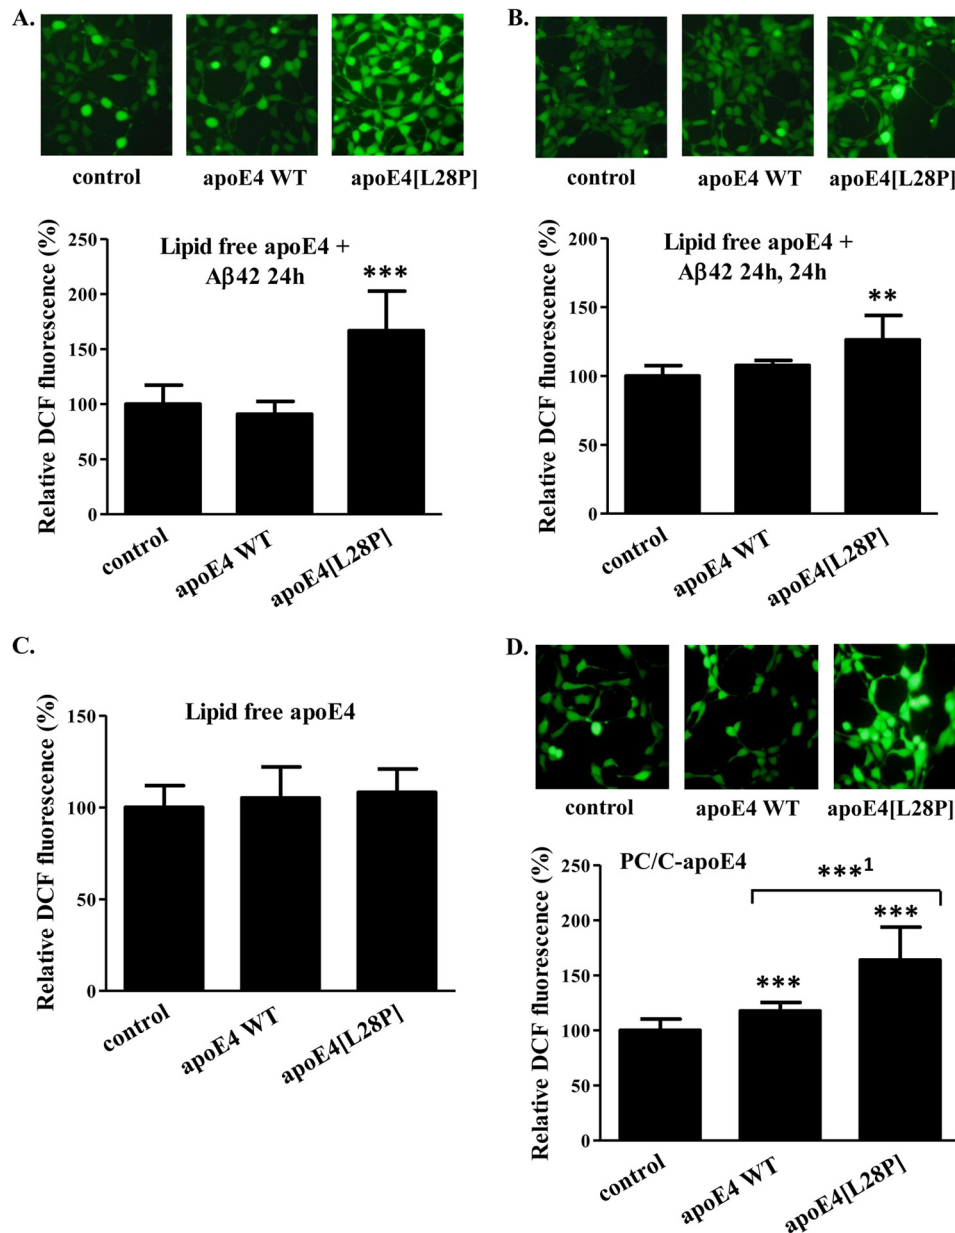 A.
control
apoE4 WT
apoE4[L28P]
Relative DCF fluorescence (%)
250
200
150
100
50
0
Lipid free apoE4 +
Aβ42 24h
***
control
apoE4 WT
apoE4[L28P]
B.
control
apoE4 WT
apoE4[L28P]
Relative DCF fluorescence (%)
200
150
100
50
0
Lipid free apoE4 +
Aβ42 24h, 24h
**
control
apoE4 WT
apoE4[L28P]
C.
Relative DCF fluorescence (%)
150
100
50
0
Lipid free apoE4
control
apoE4 WT
apoE4[L28P]
D.
control
apoE4 WT
apoE4[L28P]
Relative DCF fluorescence (%)
250
200
150
100
50
0
PC/C-apoE4
***1
***
***
control
apoE4 WT
apoE4[L28P]